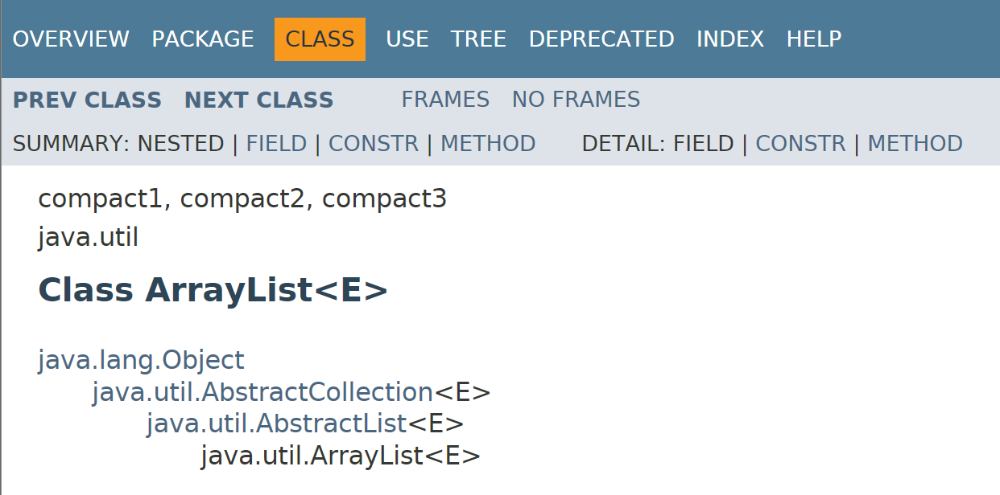 OVERVIEW PACKAGE CLASS USE TREE DEPRECATED INDEX HELP
PREV CLASS NEXT CLASS FRAMES NO FRAMES
SUMMARY: NESTED | FIELD | CONSTR | METHOD DETAIL: FIELD | CONSTR | METHOD
compact1, compact2, compact3
java.util
Class ArrayList<E>
java.lang.Object
java.util.AbstractCollection<E>
java.util.AbstractList<E>
java.util.ArrayList<E>